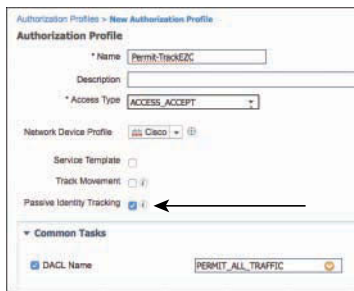 Authorization Profiles > New Authorization Profile
Authorization Profile
* Name Permit-TrackEZC
Description
* Access Type ACCESS_ACCEPT
Network Device Profile Cisco
Service Template
Track Movement
Passive Identity Tracking
Common Tasks
DACL Name PERMIT_ALL_TRAFFIC